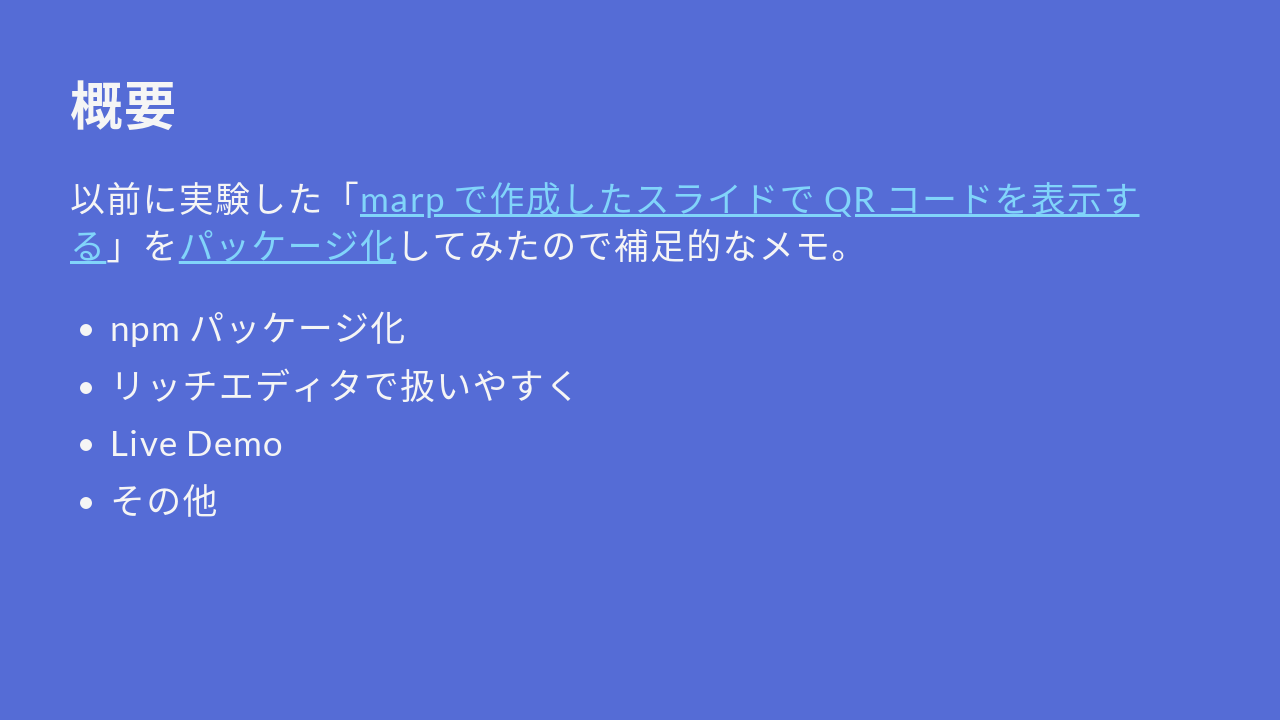 概要
以前に実験した「marp で作成したスライドで QR コードを表示す
る」をパッケージ化してみたので補足的なメモ。
• npm パッケージ化
• リッチエディタで扱いやすく
• Live Demo
• その他